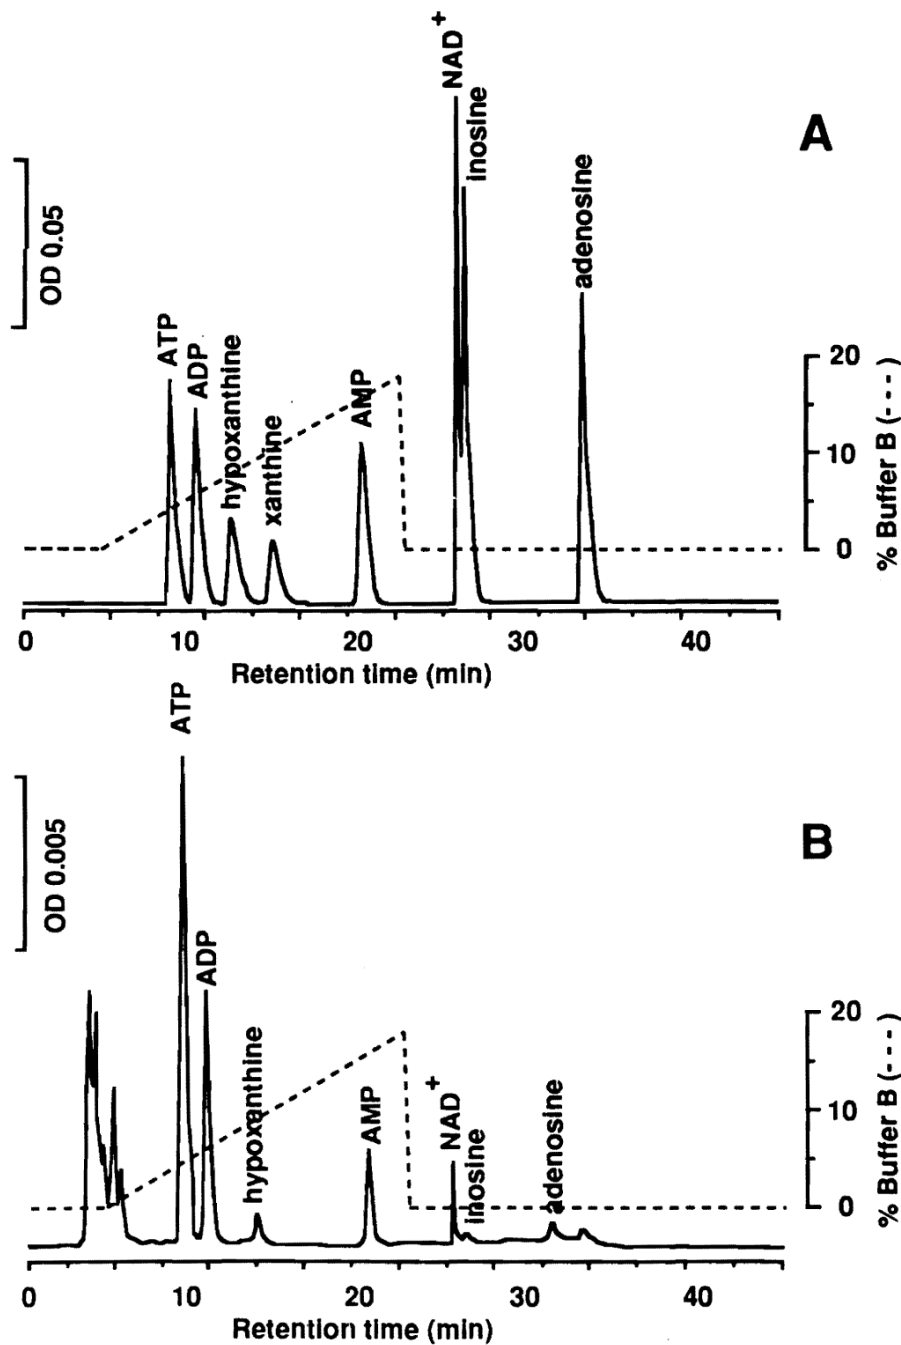 NAD+
inosine
A
OD 0.05
adenosine
ATP
ADP
hypoxanthine
xanthine
AMP
20
10
0
% Buffer B (---)
0 10 20 30 40
Retention time (min)
ATP
OD 0.005
B
ADP
hypoxanthine
AMP
NAD+
inosine
adenosine
20
10
0
% Buffer B (---)
0 10 20 30 40
Retention time (min)